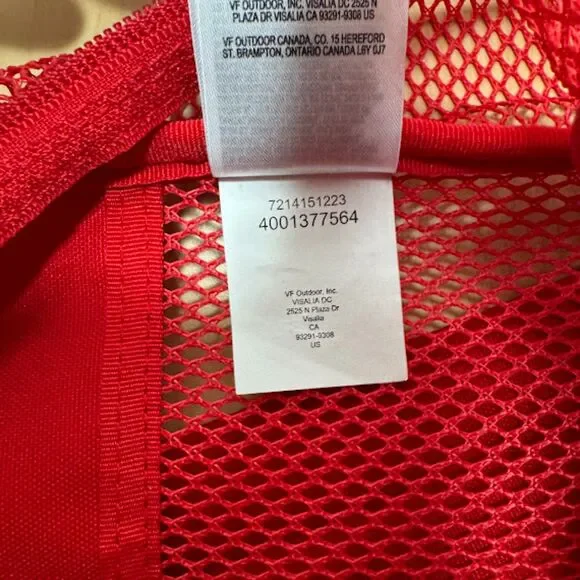 VF OUTDOOR, INC. VISALIA DC 2525 N
PLAZA DR VISALIA CA 93291-9308 US
VF OUTDOOR CANADA, CO. 15 HEREFORD
ST. BRAMPTON, ONTARIO CANADA L6Y 0J7
7214151223
4001377564
VF Outdoor, Inc.
VISALIA DC
2525 N Plaza Dr
Visalia
CA
93291-9308
US